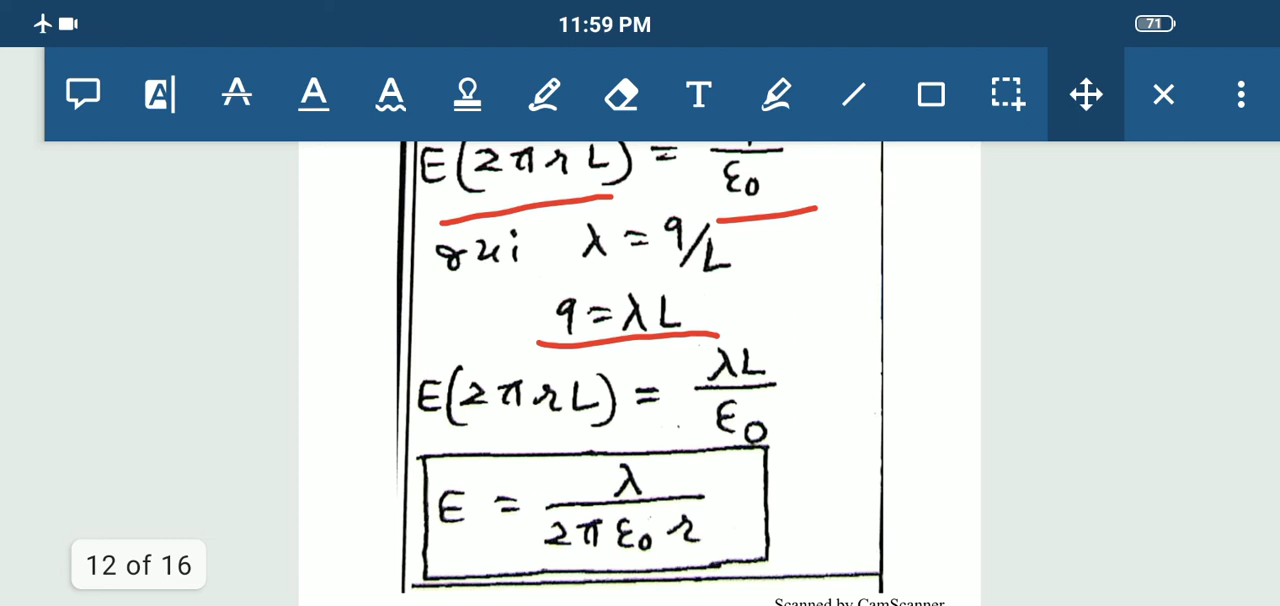 11:59 PM
71
A A A A T
E(2πrL) = /ε0
λ = q/L
q = λL
E(2πrL) = λL/ε0
E = λ/2πε0r
12 of 16
Scanned by CamScanner